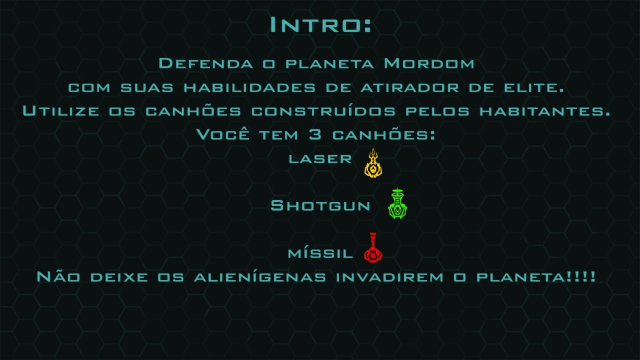 Intro:
Defenda o planeta Mordom
com suas habilidades de atirador de elite.
Utilize os canhões construídos pelos habitantes.
Você tem 3 canhões:
laser
Shotgun
míssil
Não deixe os alienígenas invadirem o planeta!!!!